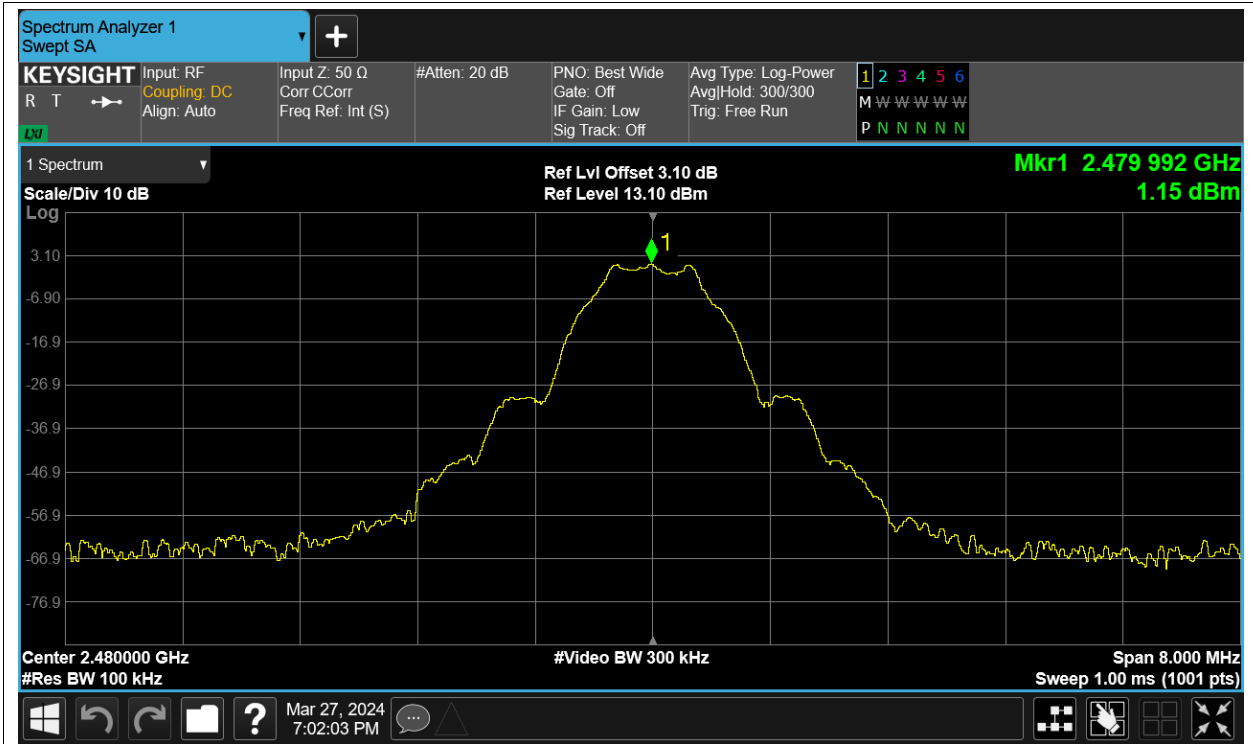 Spectrum Analyzer 1
Swept SA
KEYSIGHT
R T
LXI
Input: RF
Coupling: DC
Align: Auto
Input Z: 50 Ω
Corr CCorr
Freq Ref: Int (S)
#Atten: 20 dB
PNO: Best Wide
Gate: Off
IF Gain: Low
Sig Track: Off
Avg Type: Log-Power
Avg|Hold: 300/300
Trig: Free Run
1 2 3 4 5 6
M W W W W W
P N N N N N
1 Spectrum
Scale/Div 10 dB
Log
Ref Lvl Offset 3.10 dB
Ref Level 13.10 dBm
Mkr1 2.479 992 GHz
1.15 dBm
1
3.10
-6.90
-16.9
-26.9
-36.9
-46.9
-56.9
-66.9
-76.9
Center 2.480000 GHz
#Res BW 100 kHz
#Video BW 300 kHz
Span 8.000 MHz
Sweep 1.00 ms (1001 pts)
?
Mar 27, 2024
7:02:03 PM